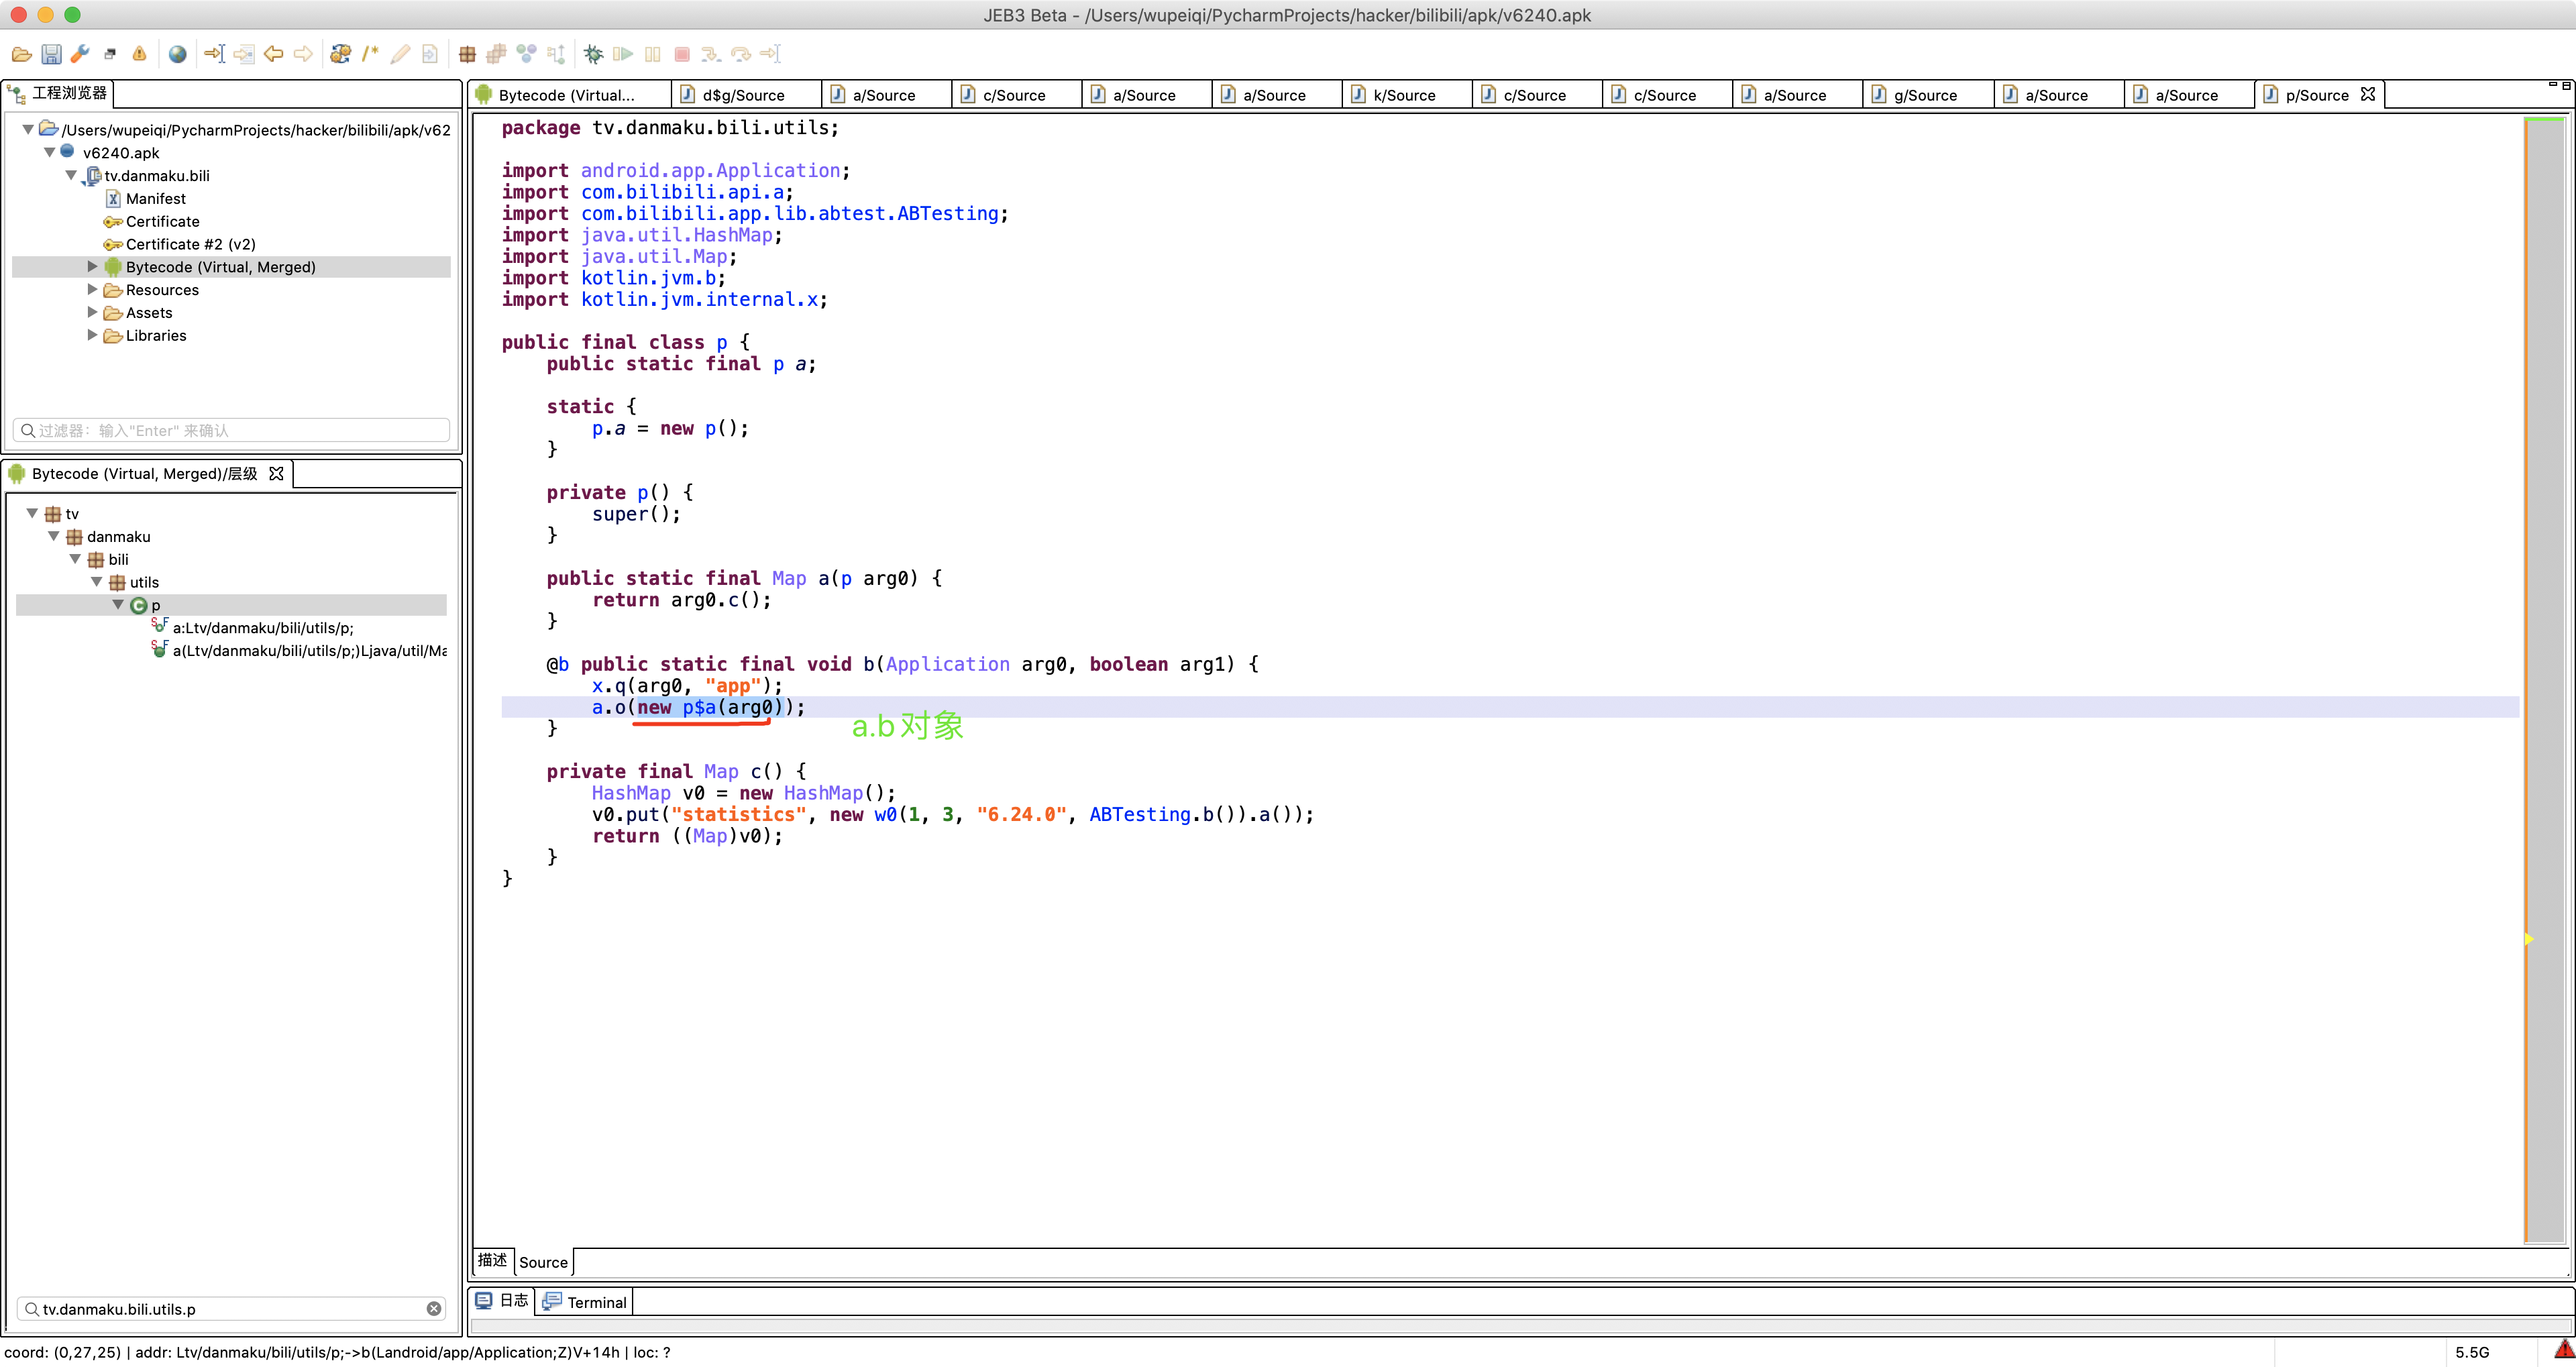 JEB3 Beta - /Users/wupeiqi/PycharmProjects/hacker/bilibili/apk/v6240.apk
工程浏览器
/Users/wupeiqi/PycharmProjects/hacker/bilibili/apk/v62
v6240.apk
tv.danmaku.bili
Manifest
Certificate
Certificate #2 (v2)
Bytecode (Virtual, Merged)
Resources
Assets
Libraries
过滤器：输入"Enter" 来确认
Bytecode (Virtual, Merged)/层级
tv
danmaku
bili
utils
p
a:Ltv/danmaku/bili/utils/p;
a(Ltv/danmaku/bili/utils/p;)Ljava/util/Ma
tv.danmaku.bili.utils.p
Bytecode (Virtual... d$g/Source a/Source c/Source a/Source a/Source k/Source c/Source c/Source a/Source g/Source a/Source a/Source p/Source
package tv.danmaku.bili.utils;
import android.app.Application;
import com.bilibili.api.a;
import com.bilibili.app.lib.abtest.ABTesting;
import java.util.HashMap;
import java.util.Map;
import kotlin.jvm.b;
import kotlin.jvm.internal.x;
public final class p {
public static final p a;
static {
p.a = new p();
}
private p() {
super();
}
public static final Map a(p arg0) {
return arg0.c();
}
@b public static final void b(Application arg0, boolean arg1) {
x.q(arg0, "app");
a.o(new p$a(arg0));
}
a.b对象
private final Map c() {
HashMap v0 = new HashMap();
v0.put("statistics", new w0(1, 3, "6.24.0", ABTesting.b()).a());
return ((Map)v0);
}
}
描述 Source
日志 Terminal
coord: (0,27,25) | addr: Ltv/danmaku/bili/utils/p;->b(Landroid/app/Application;Z)V+14h | loc: ?
5.5G